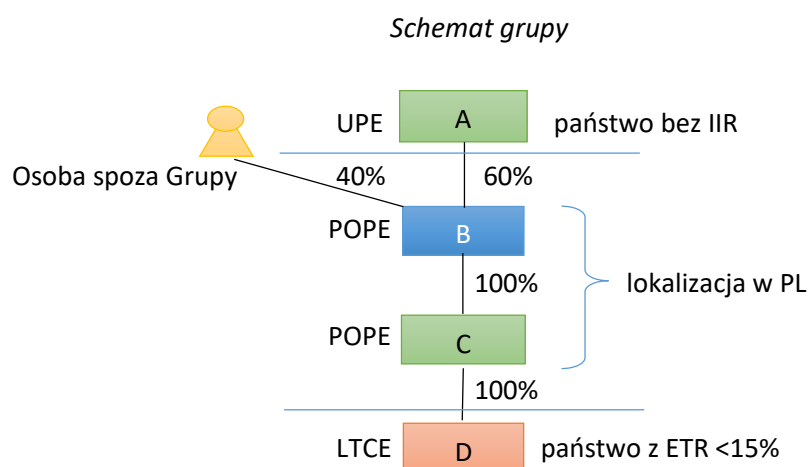 Schemat grupy
UPE A państwo bez IIR
Osoba spoza Grupy 40% 60%
POPE B
100% lokalizacja w PL
POPE C
100%
LTCE D państwo z ETR <15%